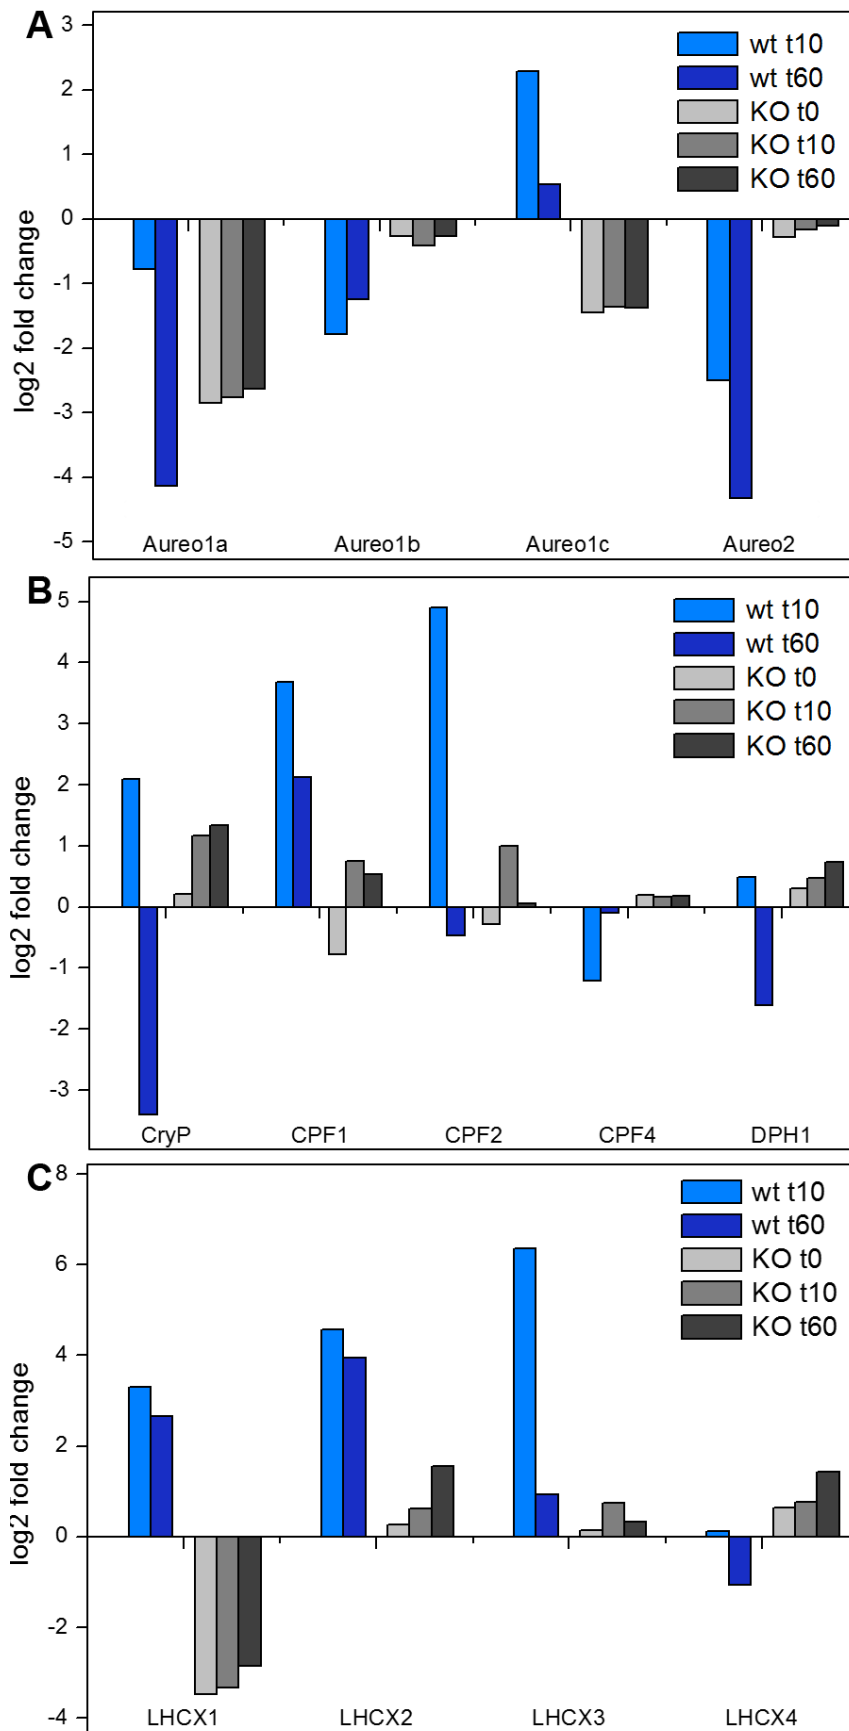 A
3
2
1
0
-1
-2
-3
-4
-5
log2 fold change
wt t10
wt t60
KO t0
KO t10
KO t60
Aureo1a Aureo1b Aureo1c Aureo2
B
5
4
3
2
1
0
-1
-2
-3
log2 fold change
wt t10
wt t60
KO t0
KO t10
KO t60
CryP CPF1 CPF2 CPF4 DPH1
C
8
6
4
2
0
-2
-4
log2 fold change
wt t10
wt t60
KO t0
KO t10
KO t60
LHCX1 LHCX2 LHCX3 LHCX4